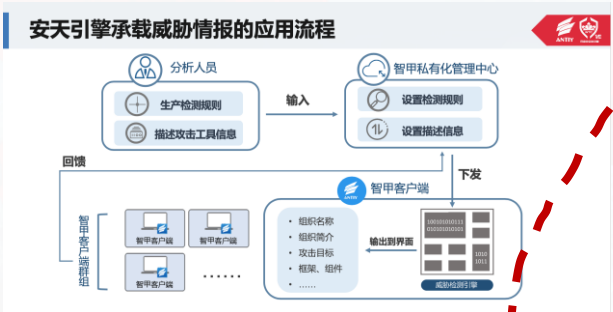 安天引擎承载威胁情报的应用流程
ANTIY
分析人员
生产检测规则
描述攻击工具信息
输入
智甲私有化管理中心
设置检测规则
设置描述信息
回馈
下发
智甲客户端
ANTIY
智甲客户端群组
智甲客户端
智甲客户端
智甲客户端
……
• 组织名称
• 组织简介
• 攻击目标
• 框架、组件
• ……
输出到界面
100101010111
010101010101
1010
1011
威胁检测引擎